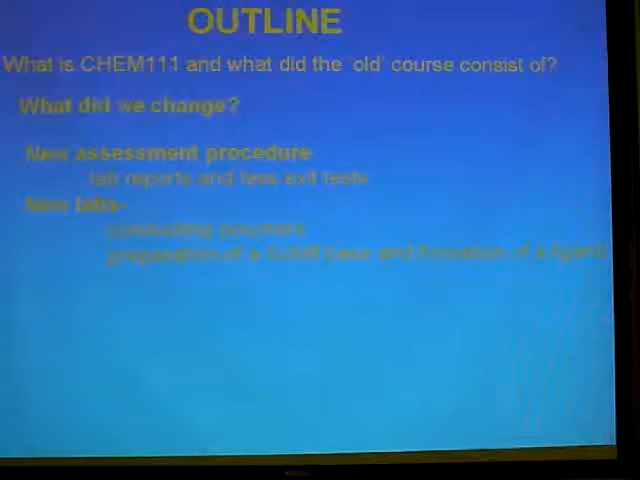 OUTLINE
What is CHEM111 and what did the 'old' course consist of?
What did we change?
New assessment procedure
lab reports and less exit tests
New labs-
conducting polymers
preparation of a Schiff base and formation of a ligand